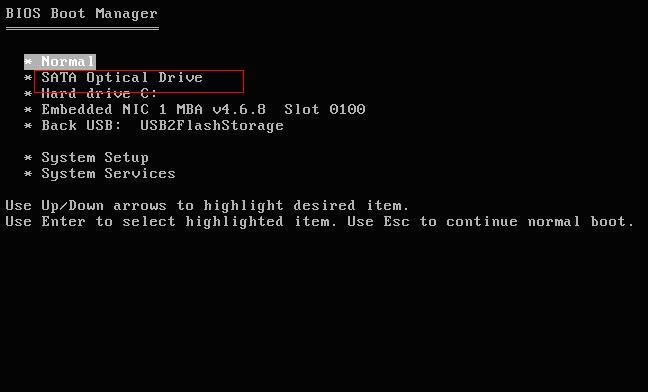 BIOS Boot Manager
* Normal
* SATA Optical Drive
* Hard drive C:
* Embedded NIC 1 MBA v4.6.8  Slot 0100
* Back USB:  USB2FlashStorage
* System Setup
* System Services
Use Up/Down arrows to highlight desired item.
Use Enter to select highlighted item. Use Esc to continue normal boot.